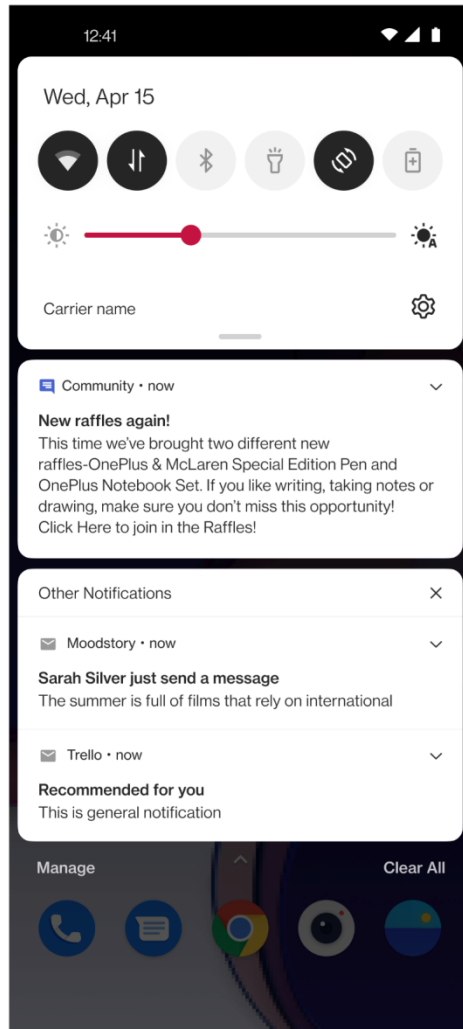 12:41
Wed, Apr 15
A
Carrier name
Community • now
New raffles again!
This time we've brought two different new
raffles-OnePlus & McLaren Special Edition Pen and
OnePlus Notebook Set. If you like writing, taking notes or
drawing, make sure you don't miss this opportunity!
Click Here to join in the Raffles!
Other Notifications
Moodstory • now
Sarah Silver just send a message
The summer is full of films that rely on international
Trello • now
Recommended for you
This is general notification
Manage
Clear All